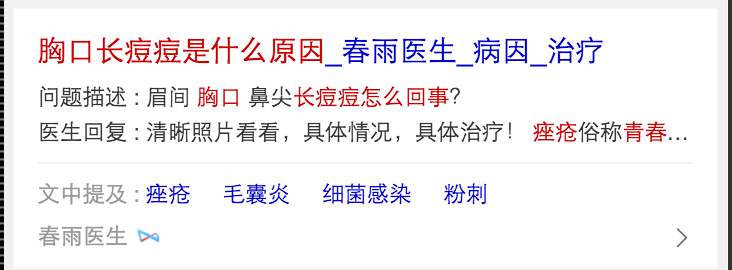 胸口长痘痘是什么原因_春雨医生_病因_治疗
问题描述：眉间 胸口 鼻尖长痘痘怎么回事?
医生回复：清晰照片看看，具体情况，具体治疗！ 痤疮俗称青春...
文中提及：痤疮 毛囊炎 细菌感染 粉刺
春雨医生